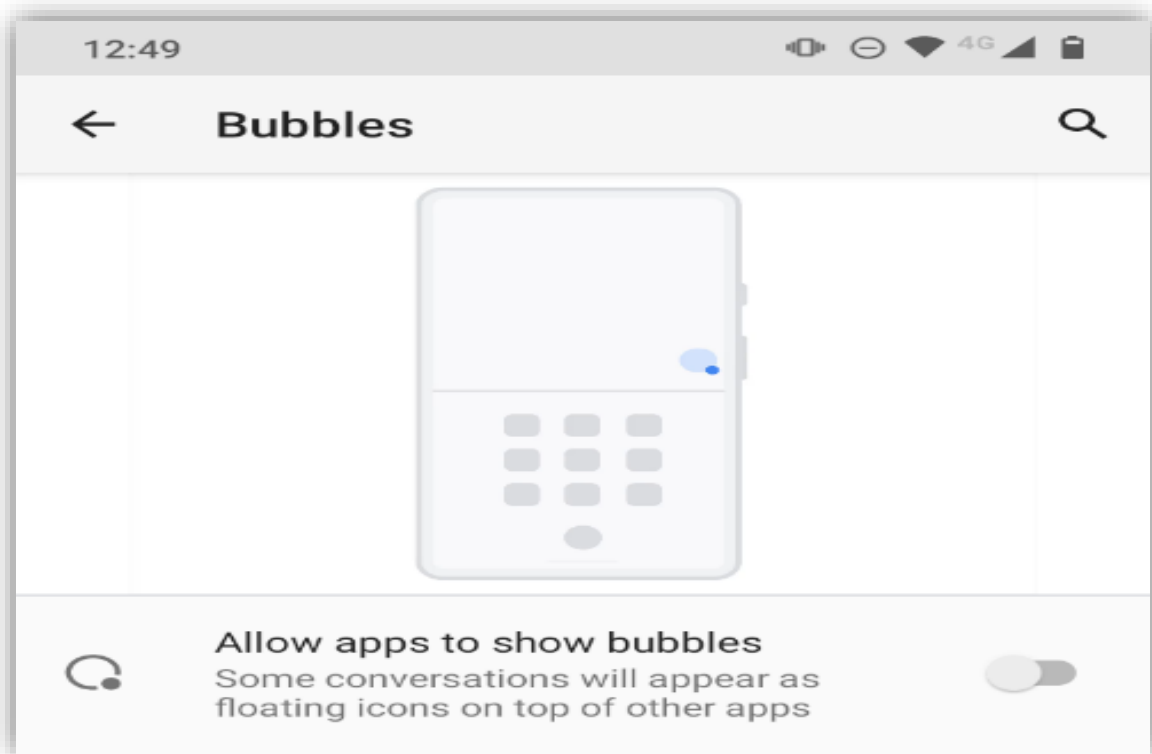 12:49
4G
Bubbles
Allow apps to show bubbles
Some conversations will appear as
floating icons on top of other apps